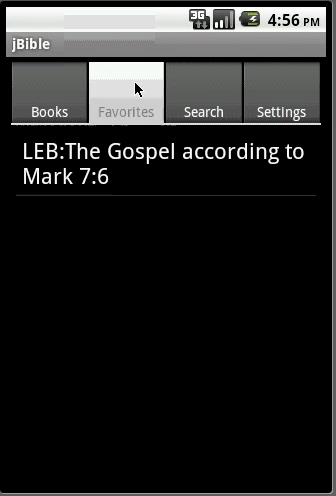 3G 4:56 PM
jBible
Books Favorites Search Settings
LEB:The Gospel according to
Mark 7:6